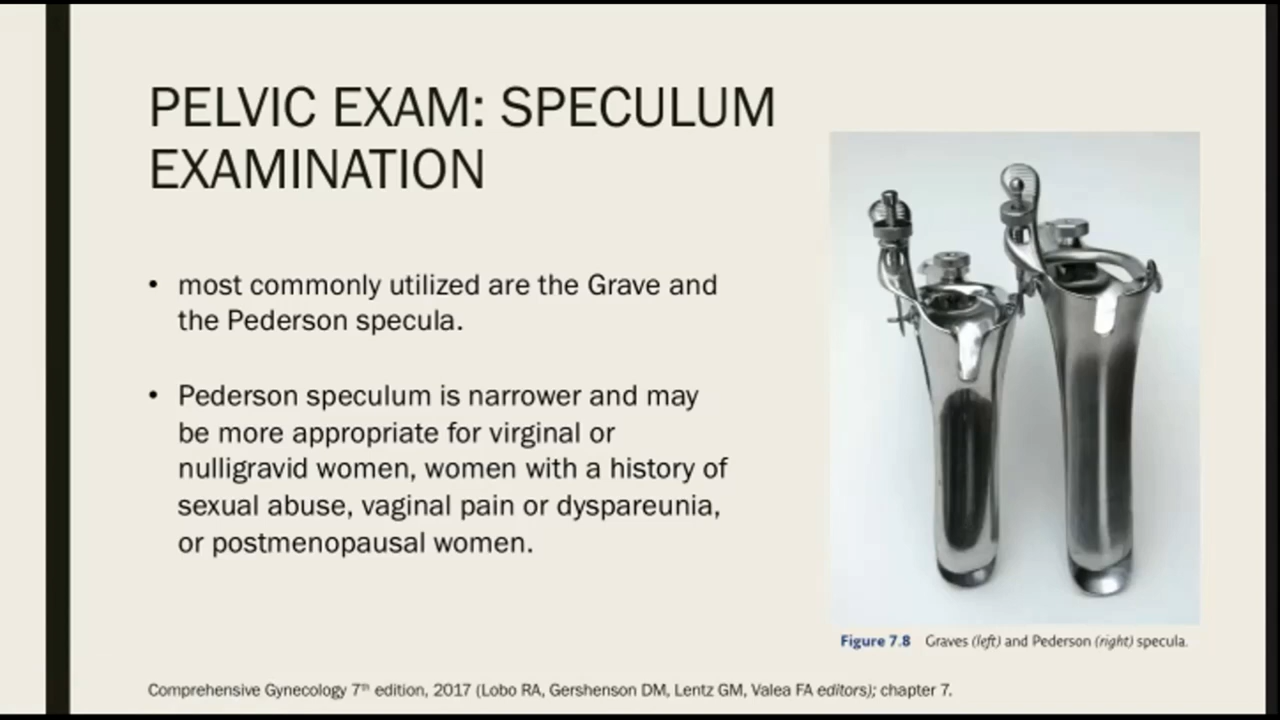 PELVIC EXAM: SPECULUM
EXAMINATION
• most commonly utilized are the Grave and
the Pederson specula.
• Pederson speculum is narrower and may
be more appropriate for virginal or
nulligravid women, women with a history of
sexual abuse, vaginal pain or dyspareunia,
or postmenopausal women.
Figure 7.8 Graves (left) and Pederson (right) specula.
Comprehensive Gynecology 7th edition, 2017 (Lobo RA, Gershenson DM, Lentz GM, Valea FA editors); chapter 7.